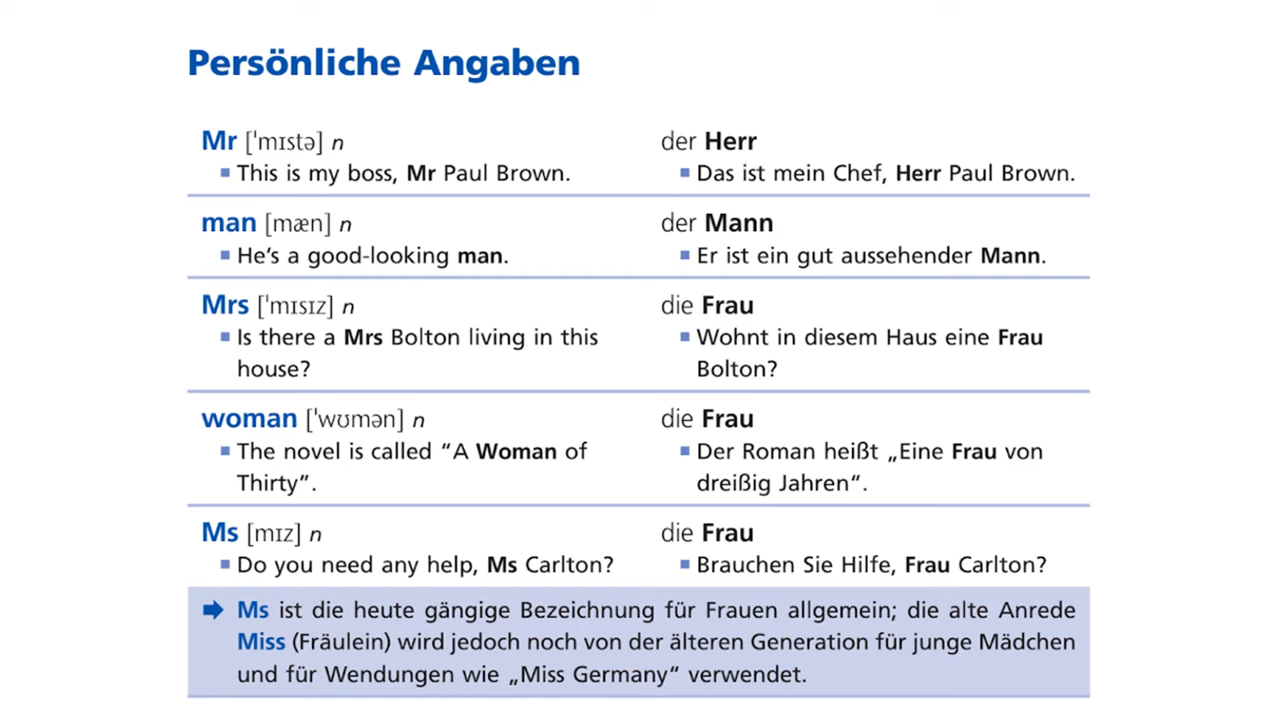 Persönliche Angaben
Mr [ˈmɪstə] n der Herr
▪ This is my boss, Mr Paul Brown. ▪ Das ist mein Chef, Herr Paul Brown.
man [mæn] n der Mann
▪ He’s a good-looking man. ▪ Er ist ein gut aussehender Mann.
Mrs [ˈmɪsɪz] n die Frau
▪ Is there a Mrs Bolton living in this ▪ Wohnt in diesem Haus eine Frau
house? Bolton?
woman [ˈwʊmən] n die Frau
▪ The novel is called “A Woman of ▪ Der Roman heißt „Eine Frau von
Thirty”. dreißig Jahren“.
Ms [mɪz] n die Frau
▪ Do you need any help, Ms Carlton? ▪ Brauchen Sie Hilfe, Frau Carlton?
➡ Ms ist die heute gängige Bezeichnung für Frauen allgemein; die alte Anrede
Miss (Fräulein) wird jedoch noch von der älteren Generation für junge Mädchen
und für Wendungen wie „Miss Germany“ verwendet.